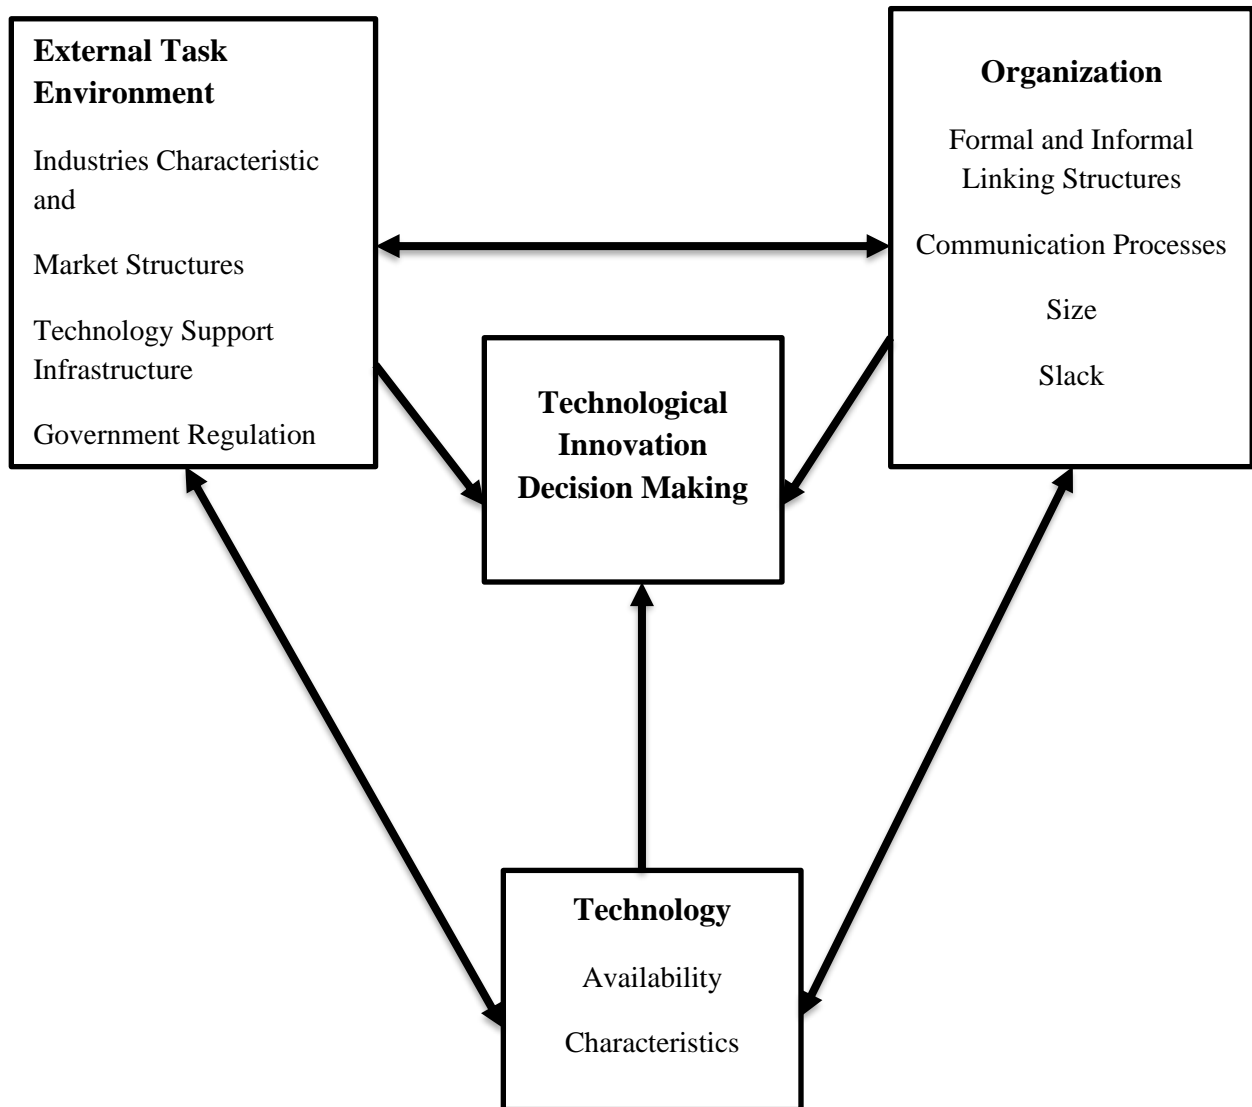 External Task
Environment
Industries Characteristic
and
Market Structures
Technology Support
Infrastructure
Government Regulation
Organization
Formal and Informal
Linking Structures
Communication Processes
Size
Slack
Technological
Innovation
Decision Making
Technology
Availability
Characteristics